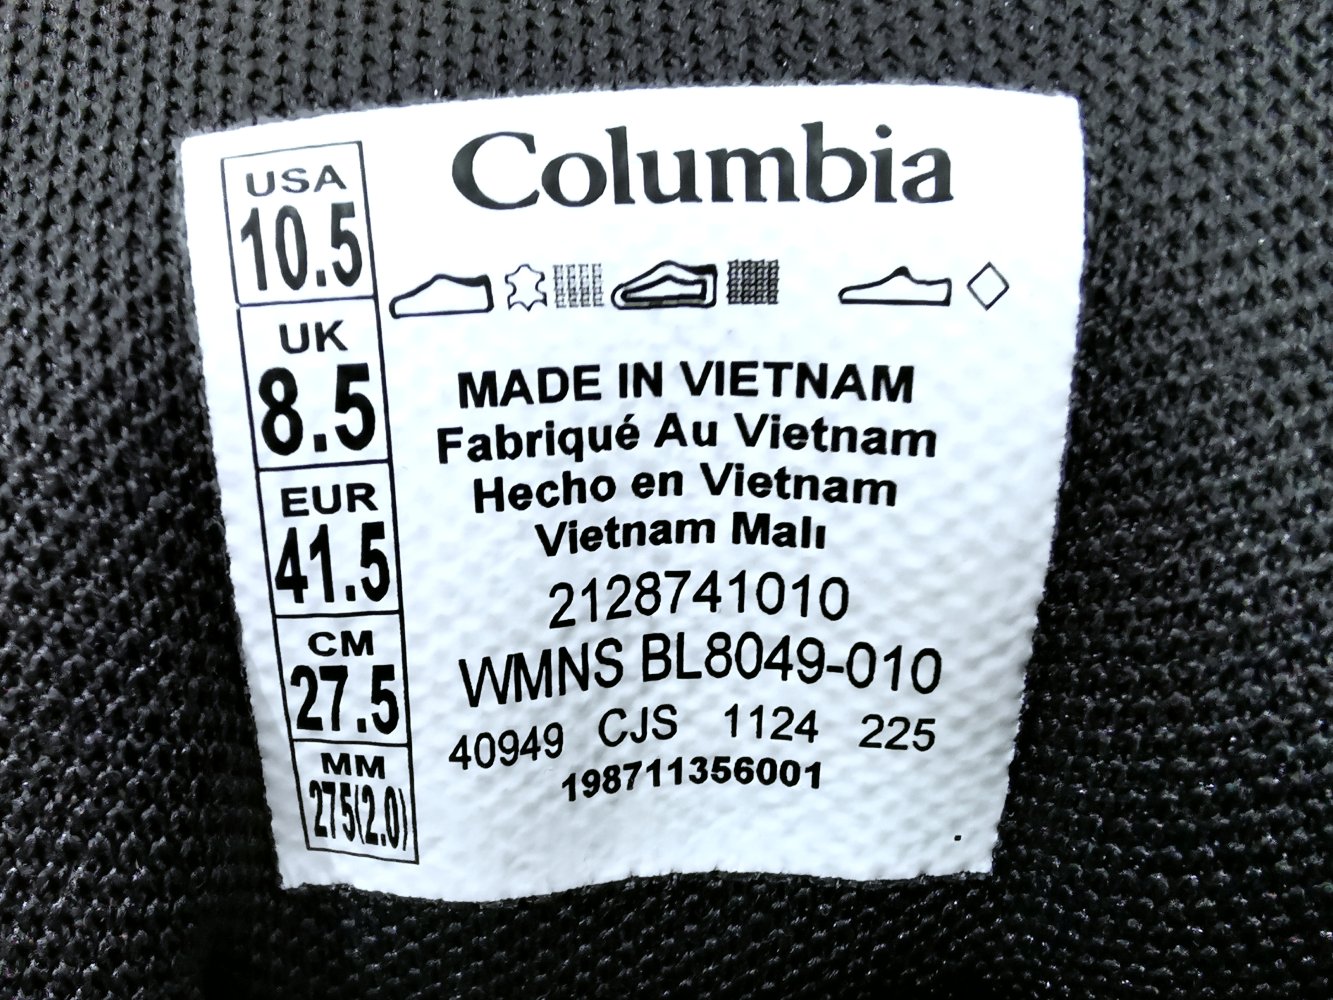 Columbia
USA
10.5
UK
8.5
EUR
41.5
CM
27.5
MM
275(2.0)
MADE IN VIETNAM
Fabriqué Au Vietnam
Hecho en Vietnam
Vietnam Malı
2128741010
WMNS BL8049-010
40949 CJS 1124 225
198711356001